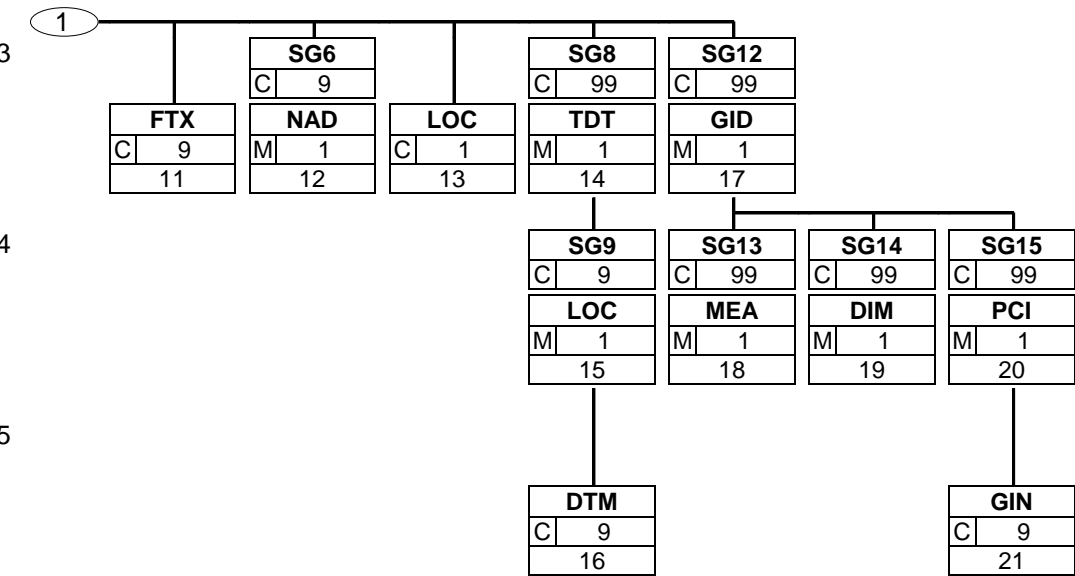 1
3
SG6
C 9
SG8
C 99
SG12
C 99
FTX
C 9
11
NAD
M 1
12
LOC
C 1
13
TDT
M 1
14
GID
M 1
17
4
SG9
C 9
SG13
C 99
SG14
C 99
SG15
C 99
LOC
M 1
15
MEA
M 1
18
DIM
M 1
19
PCI
M 1
20
5
DTM
C 9
16
GIN
C 9
21